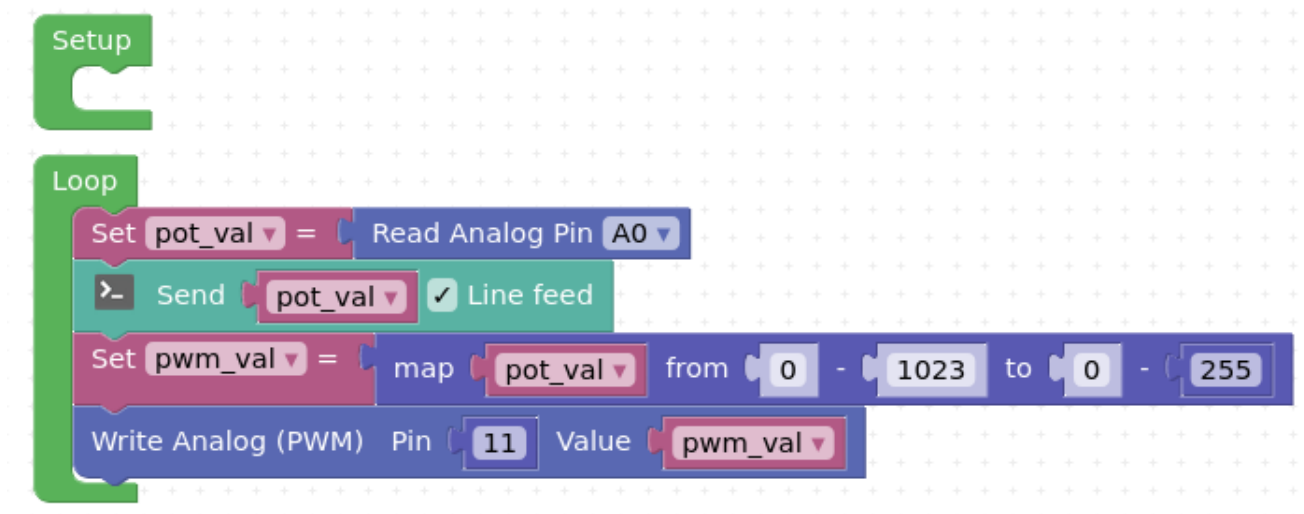 Setup
Loop
Set pot_val ▾ = Read Analog Pin A0 ▾
>_ Send pot_val ▾ ✓ Line feed
Set pwm_val ▾ = map pot_val ▾ from 0 - 1023 to 0 - 255
Write Analog (PWM) Pin 11 Value pwm_val ▾